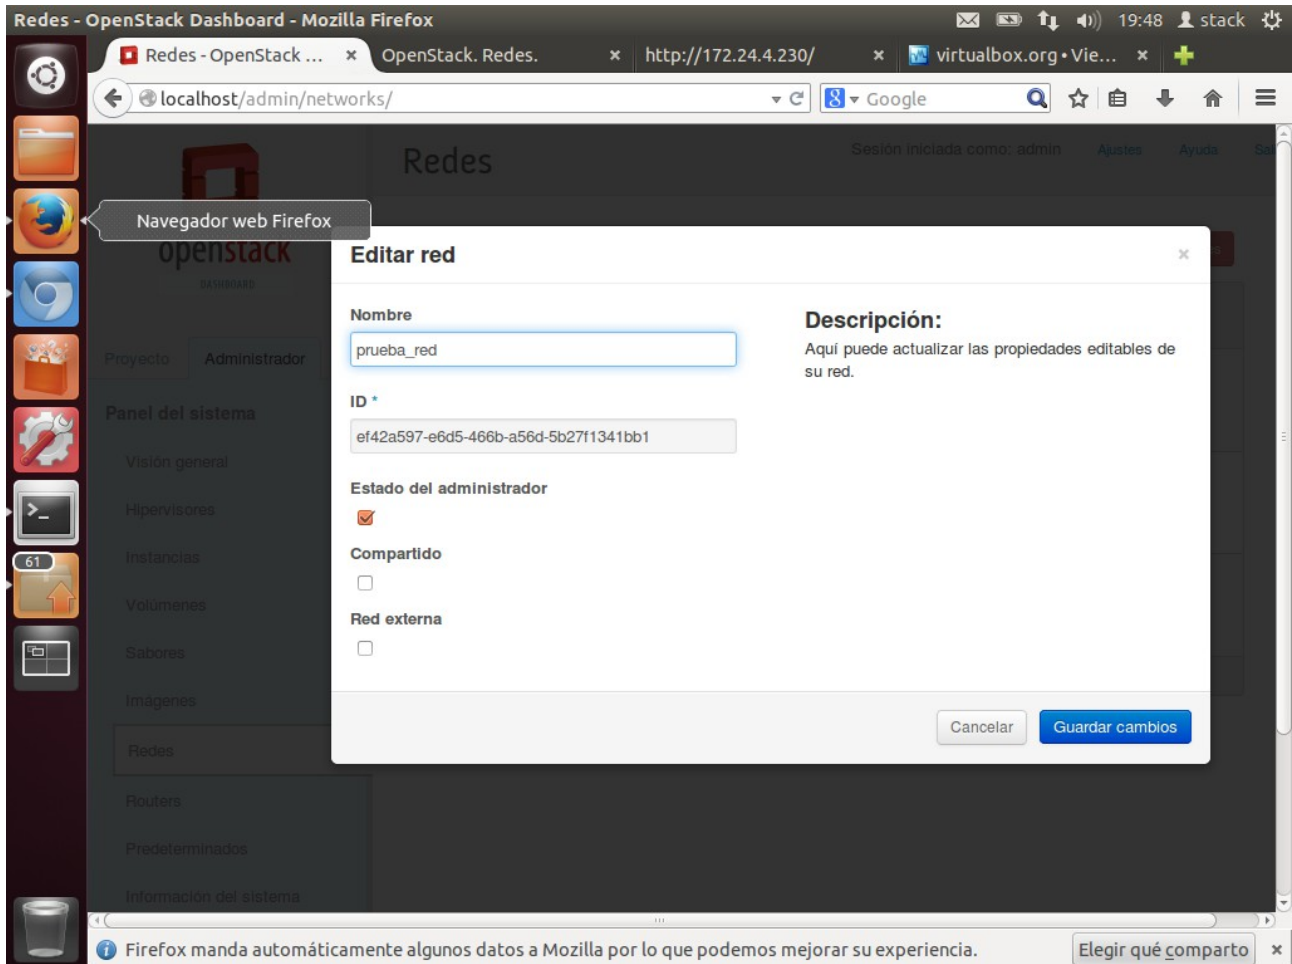 Redes - OpenStack Dashboard - Mozilla Firefox
19:48
stack
Redes - OpenStack ...
OpenStack. Redes.
http://172.24.4.230/
virtualbox.org • Vie...
localhost/admin/networks/
Google
Redes
Sesión iniciada como: admin
Ajustes
Ayuda
Navegador web Firefox
openstack
DASHBOARD
Proyecto
Administrador
Panel del sistema
Visión general
Hipervisores
Instancias
Volúmenes
Sabores
Imágenes
Redes
Routers
Predeterminados
Información del sistema
61
Editar red
Nombre
prueba_red
ID *
ef42a597-e6d5-466b-a56d-5b27f1341bb1
Estado del administrador
Compartido
Red externa
Descripción:
Aquí puede actualizar las propiedades editables de
su red.
Cancelar
Guardar cambios
Firefox manda automáticamente algunos datos a Mozilla por lo que podemos mejorar su experiencia.
Elegir qué comparto